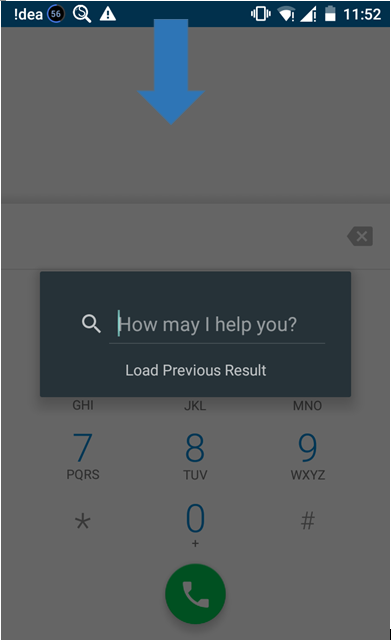 !dea 56 11:52
How may I help you?
Load Previous Result
GHI JKL MNO
7 8 9
PQRS TUV WXYZ
* 0 #
+